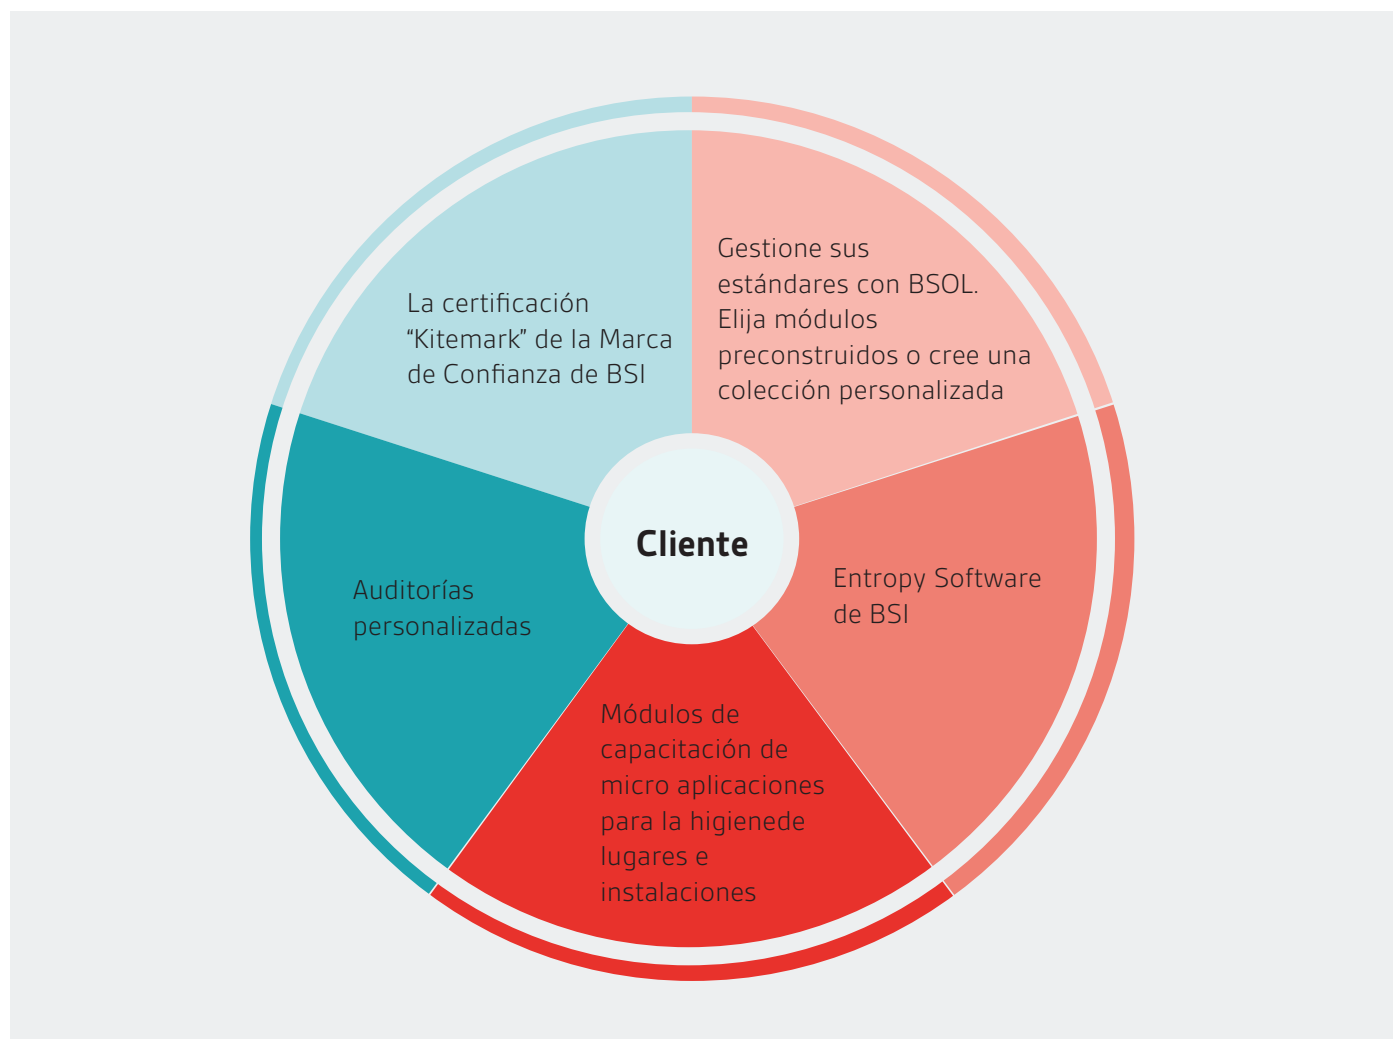 Gestione sus
estándares con BSOL.
Elija módulos
preconstruidos o cree una
colección personalizada
Entropy Software
de BSI
Módulos de
capacitación de
micro aplicaciones
para la higienede
lugares e
instalaciones
Auditorías
personalizadas
La certificación
“Kitemark” de la Marca
de Confianza de BSI
Cliente